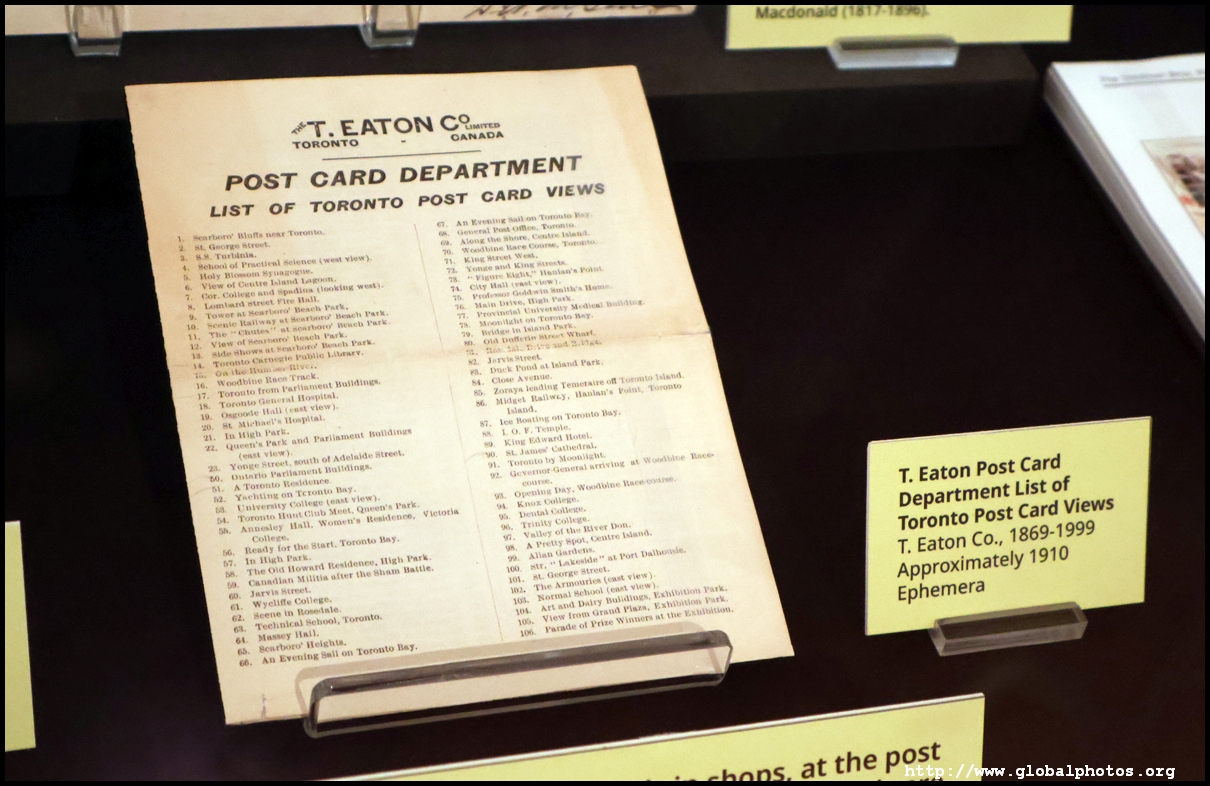 Macdonald (1817-1896).
THE T. EATON CO LIMITED
TORONTO - CANADA
POST CARD DEPARTMENT
LIST OF TORONTO POST CARD VIEWS
1. Scarboro' Bluffs near Toronto.
2. St. George Street.
3. S.S. Turbinia.
4. School of Practical Science (west view).
5. Holy Blossom Synagogue.
6. View of Centre Island Lagoon.
7. Cor. College and Spadina (looking west).
8. Lombard Street Fire Hall.
9. Tower at Scarboro' Beach Park.
10. Scenic Railway at Scarboro' Beach Park.
11. The "Chutes" at Scarboro' Beach Park.
12. View of Scarboro' Beach Park.
13. Side Shows at Scarboro' Beach Park.
14. Toronto Carnegie Public Library.
15. On the Humber River.
16. Woodbine Race Track.
17. Toronto from Parliament Buildings.
18. Toronto General Hospital.
19. Osgoode Hall (east view).
20. St. Michael's Hospital.
21. In High Park.
22. Queen's Park and Parliament Buildings
(east view).
23. Yonge Street, south of Adelaide Street.
50. Ontario Parliament Buildings.
51. A Toronto Residence.
52. Yachting on Toronto Bay.
53. University College (east view).
54. Toronto Hunt Club Meet, Queen's Park.
55. Annesley Hall, Women's Residence, Victoria
College.
56. Ready for the Start, Toronto Bay.
57. In High Park.
58. The Old Howard Residence, High Park.
59. Canadian Militia after the Sham Battle.
60. Jarvis Street.
61. Wycliffe College.
62. Scene in Rosedale.
63. Technical School, Toronto.
64. Massey Hall.
65. Scarboro' Heights.
66. An Evening Sail on Toronto Bay.
67. An Evening Sail on Toronto Bay.
68. General Post Office, Toronto.
69. Along the Shore, Centre Island.
70. Woodbine Race Course, Toronto.
71. King Street West.
72. Yonge and King Streets.
73. "Figure Eight," Hanlan's Point.
74. City Hall (east view).
75. Professor Goldwin Smith's Home.
76. Main Drive, High Park.
77. Provincial University Medical Building.
78. Moonlight on Toronto Bay.
79. Bridge in Island Park.
80. Old Dufferin Street Wharf.
81. Drive and
82. Jarvis Street.
83. Duck Pond at Island Park.
84. Close Avenue.
85. Zoraya leading Temeraire off Toronto Island.
86. Midget Railway, Hanlan's Point, Toronto
Island.
87. Ice Boating on Toronto Bay.
88. I. O. F. Temple.
89. King Edward Hotel.
90. St. James' Cathedral.
91. Toronto by Moonlight.
92. Governor-General arriving at Woodbine Race-
course.
93. Opening Day, Woodbine Race-course.
94. Knox College.
95. Dental College.
96. Trinity College.
97. Valley of the River Don.
98. A Pretty Spot, Centre Island.
99. Allan Gardens.
100. Str. "Lakeside" at Port Dalhousie.
101. St. George Street.
102. The Armouries (east view).
103. Normal School (east view).
104. Art and Dairy Buildings, Exhibition Park.
105. View from Grand Plaza, Exhibition Park.
106. Parade of Prize Winners at the Exhibition.
T. Eaton Post Card
Department List of
Toronto Post Card Views
T. Eaton Co., 1869-1999
Approximately 1910
Ephemera
in shops, at the post
http://www.globalphotos.org